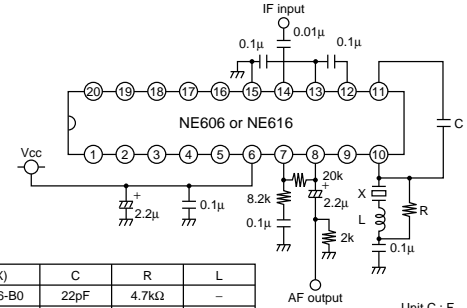 IF input
0.01μ
0.1μ
0.1μ
20 19 18 17 16 15 14 13 12 11
NE606 or NE616
C
Vcc
1 2 3 4 5 6 7 8 9 10
20k
X
+
2.2μ
0.1μ
8.2k
+
2.2μ
L
R
0.1μ
2k
0.1μ
AF output
X) C R L
6-B0 22pF 4.7kΩ –